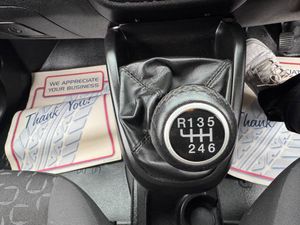 WE APPRECIATE
YOUR BUSINESS
Thank You!
R135
246
Thank